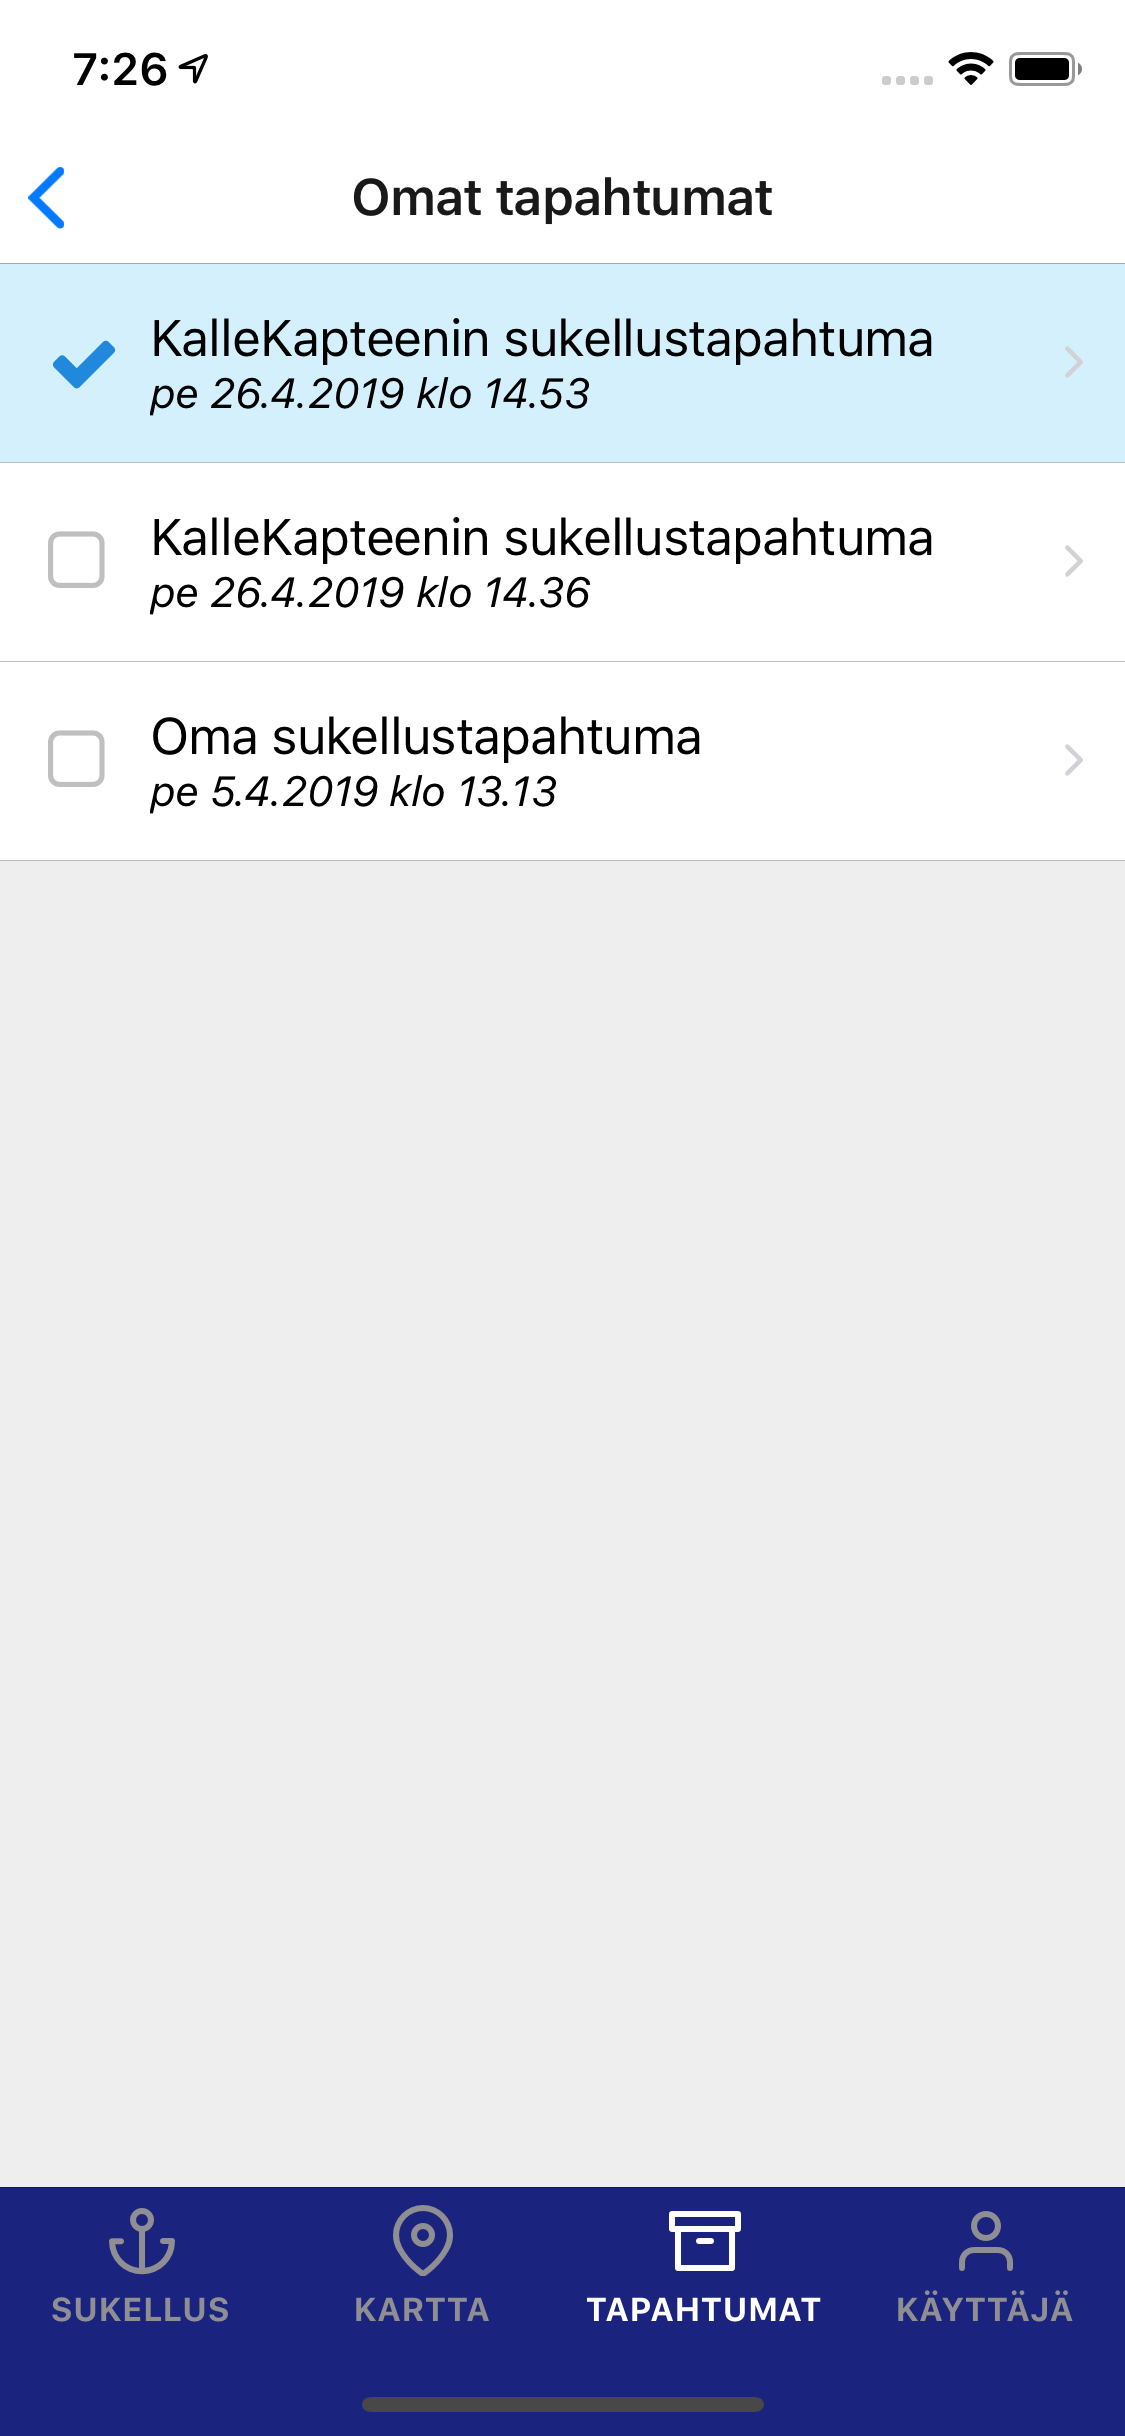 7:26
Omat tapahtumat
KalleKapteenin sukellustapahtuma
pe 26.4.2019 klo 14.53
KalleKapteenin sukellustapahtuma
pe 26.4.2019 klo 14.36
Oma sukellustapahtuma
pe 5.4.2019 klo 13.13
SUKELLUS
KARTTA
TAPAHTUMAT
KÄYTTÄJÄ